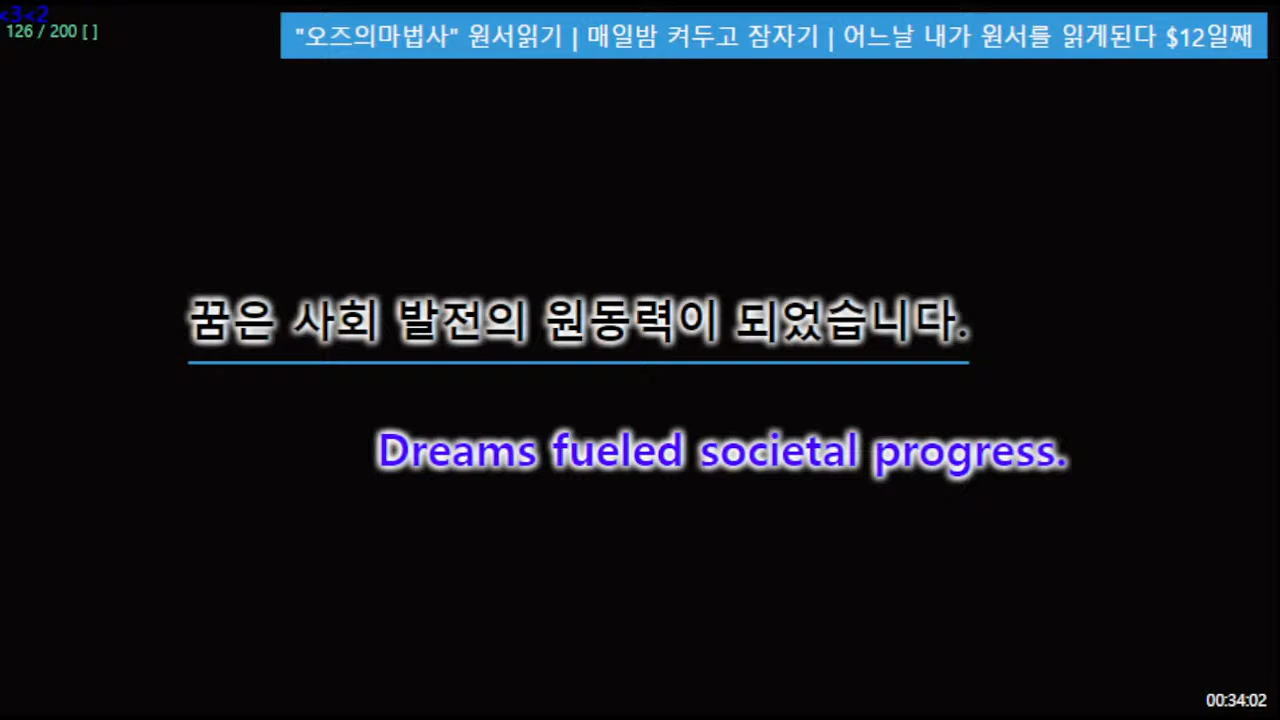 <3<2
126 / 200 [ ]
"오즈의마법사" 원서읽기 | 매일밤 켜두고 잠자기 | 어느날 내가 원서를 읽게된다 $12일째
꿈은 사회 발전의 원동력이 되었습니다.
Dreams fueled societal progress.
00:34:02